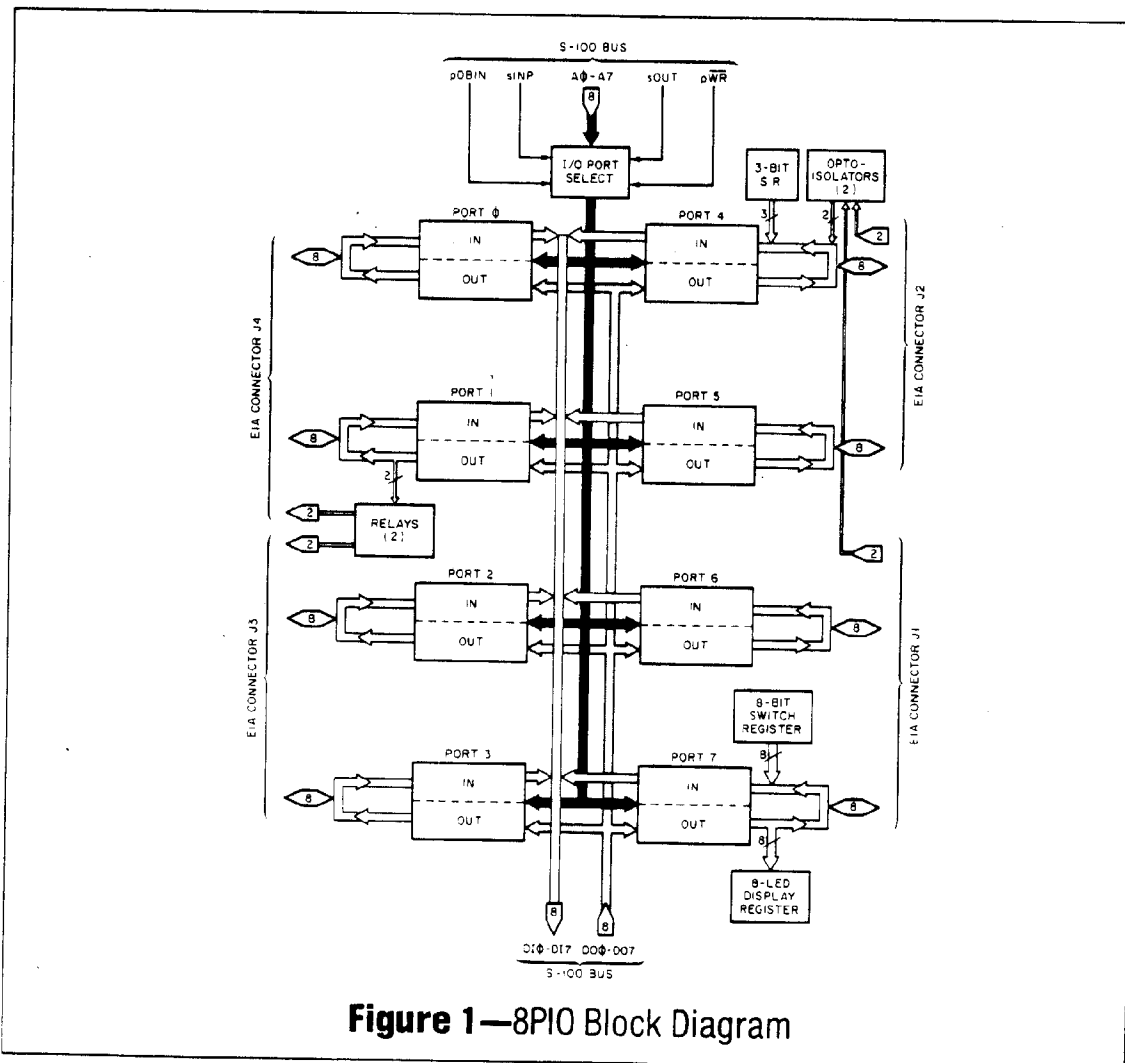 S-100 BUS
pDBIN sINP AΦ-A7 sOUT pWR
8
I/O PORT
SELECT
3-BIT
SR
OPTO-
ISOLATORS
(2)
3
2
2
PORT Φ
IN
OUT
8
PORT 4
IN
OUT
8
EIA CONNECTOR J4
EIA CONNECTOR J2
PORT 1
IN
OUT
8
PORT 5
IN
OUT
8
2
RELAYS
(2)
2
2
2
PORT 2
IN
OUT
8
PORT 6
IN
OUT
8
EIA CONNECTOR J3
EIA CONNECTOR J1
8-BIT
SWITCH
REGISTER
8
PORT 3
IN
OUT
8
PORT 7
IN
OUT
8
8
8-LED
DISPLAY
REGISTER
8
8
DIΦ-DI7 DOΦ-DO7
S-100 BUS
Figure 1—8PIO Block Diagram